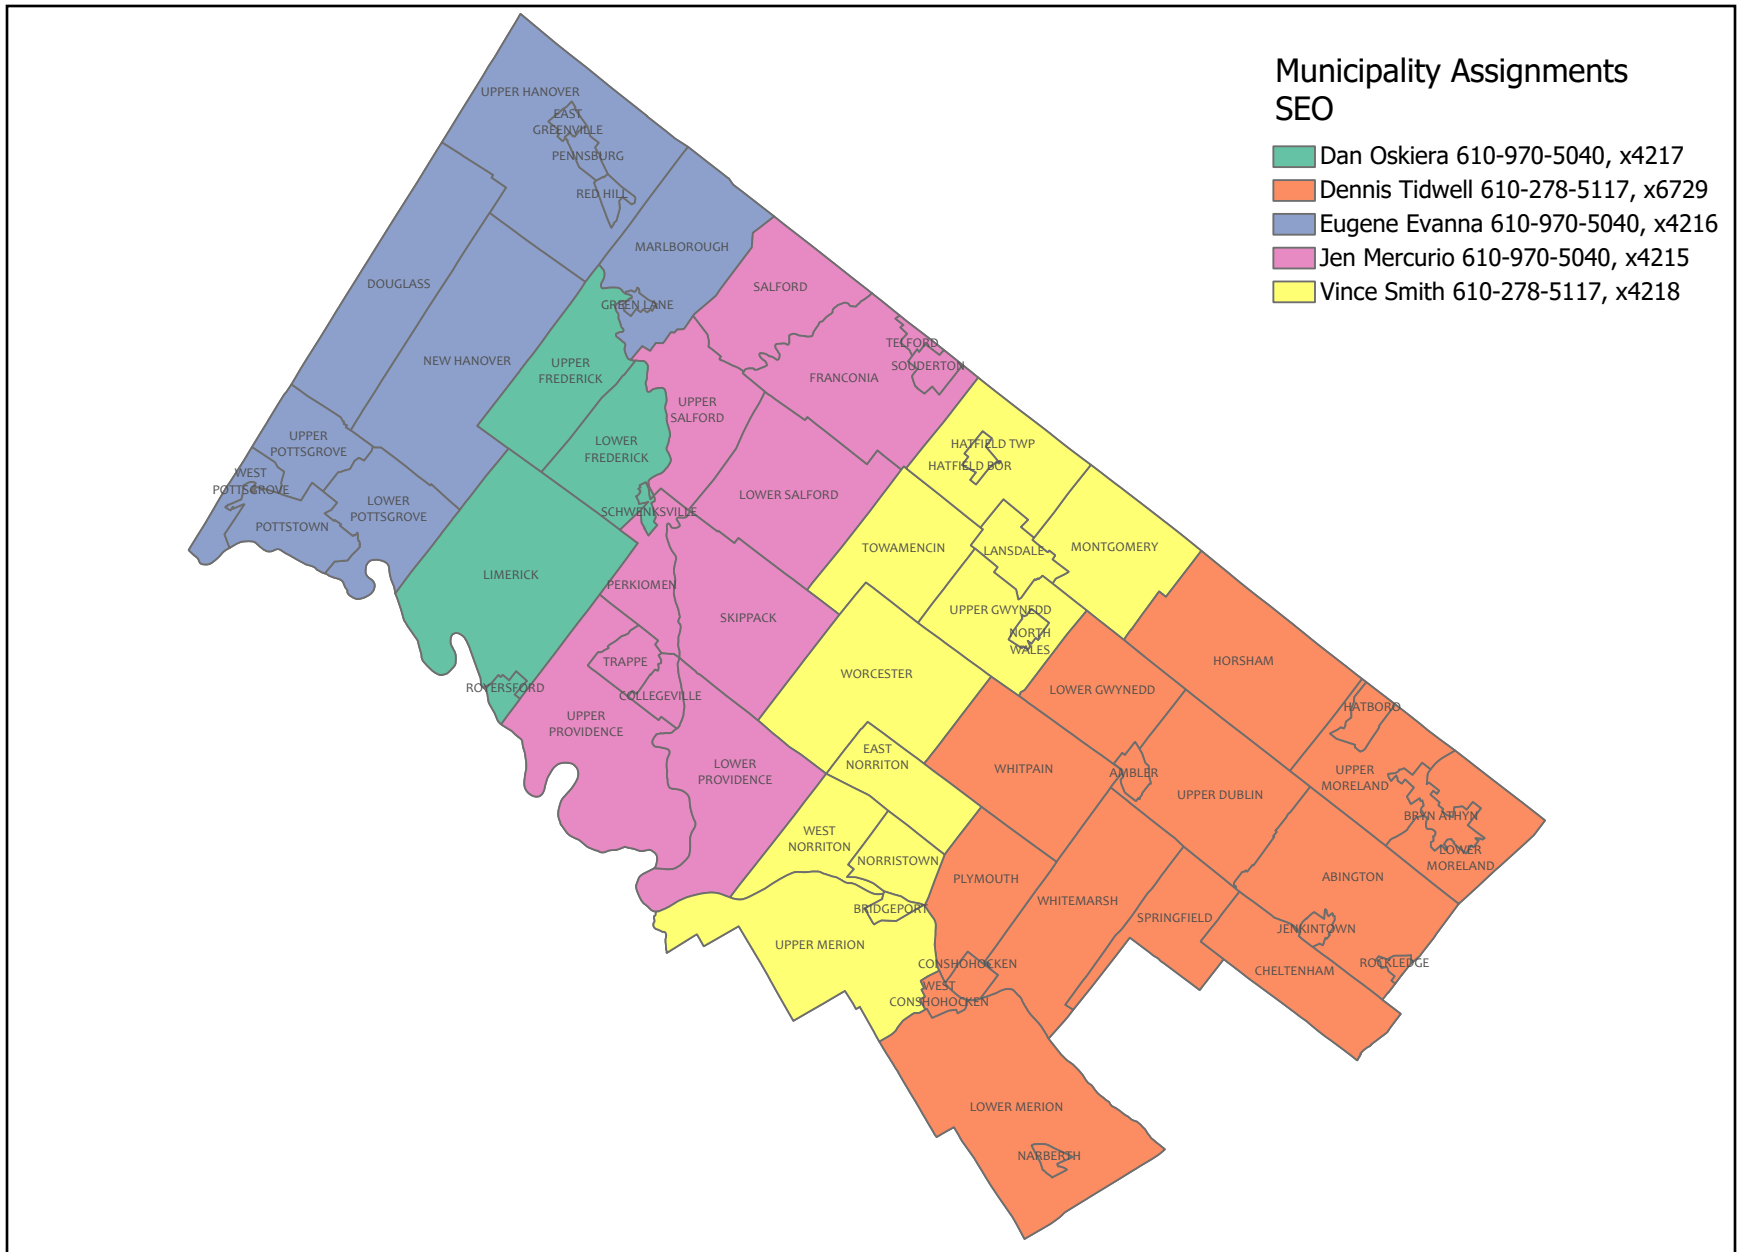 Municipality Assignments
SEO
Dan Oskiera 610-970-5040, x4217
Dennis Tidwell 610-278-5117, x6729
Eugene Evanna 610-970-5040, x4216
Jen Mercurio 610-970-5040, x4215
Vince Smith 610-278-5117, x4218
UPPER HANOVER
EAST
GREENVILLE
PENNSBURG
RED HILL
MARLBOROUGH
DOUGLASS
SALFORD
GREEN LANE
TELFORD
NEW HANOVER
UPPER
FREDERICK
SOUDERTON
FRANCONIA
UPPER
SALFORD
UPPER
POTTSGROVE
LOWER
FREDERICK
HATFIELD TWP
HATFIELD BOR
WEST
POTTSGROVE
LOWER
POTTSGROVE
LOWER SALFORD
POTTSTOWN
SCHWENKSVILLE
TOWAMENCIN
LANSDALE
MONTGOMERY
LIMERICK
PERKIOMEN
SKIPPACK
UPPER GWYNEDD
NORTH
WALES
TRAPPE
HORSHAM
WORCESTER
ROYERSFORD
COLLEGEVILLE
LOWER GWYNEDD
HATBORO
UPPER
PROVIDENCE
EAST
NORRITON
LOWER
PROVIDENCE
WHITPAIN
AMBLER
UPPER
MORELAND
UPPER DUBLIN
BRYN ATHYN
WEST
NORRITON
LOWER
MORELAND
NORRISTOWN
PLYMOUTH
ABINGTON
WHITEMARSH
BRIDGEPORT
SPRINGFIELD
JENKINTOWN
UPPER MERION
CONSHOHOCKEN
ROCKLEDGE
CHELTENHAM
WEST
CONSHOHOCKEN
LOWER MERION
NARBERTH